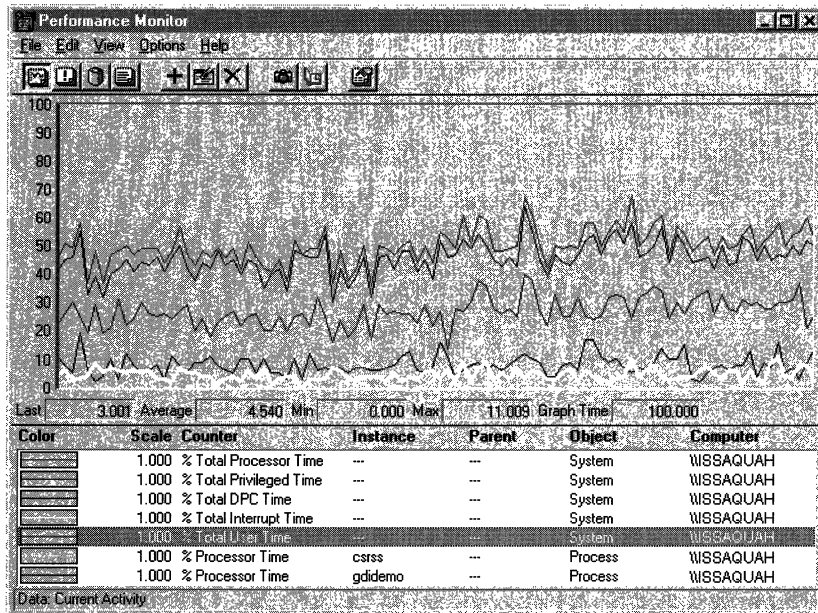 Performance Monitor
File Edit View Options Help
100
90
80
70
60
50
40
30
20
10
0
Last 3.001 Average 4.540 Min 0.000 Max 11.009 Graph Time 100.000
Color Scale Counter Instance Parent Object Computer
1.000 % Total Processor Time --- --- System \\ISSAQUAH
1.000 % Total Privileged Time --- --- System \\ISSAQUAH
1.000 % Total DPC Time --- --- System \\ISSAQUAH
1.000 % Total Interrupt Time --- --- System \\ISSAQUAH
1.000 % Total User Time --- --- System \\ISSAQUAH
1.000 % Processor Time csrss --- Process \\ISSAQUAH
1.000 % Processor Time gdidemo --- Process \\ISSAQUAH
Data: Current Activity